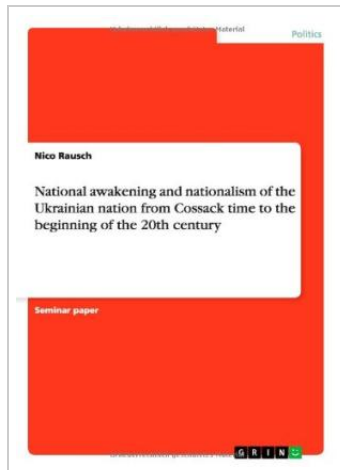 Politics
Nico Rausch
National awakening and nationalism of the
Ukrainian nation from Cossack time to the
beginning of the 20th century
Seminar paper
GRIN